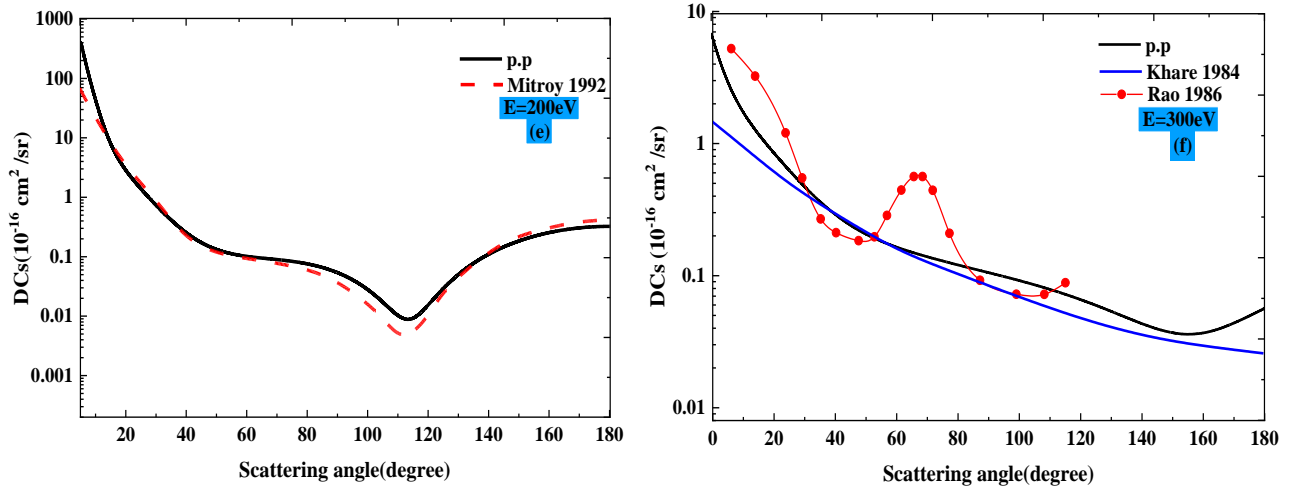 1000
100
10
1
0.1
0.01
0.001
DCs(10⁻¹⁶ cm² /sr)
p.p
Mitroy 1992
E=200eV
(e)
20 40 60 80 100 120 140 160 180
Scattering angle(degree)
10
1
0.1
0.01
DCs (10⁻¹⁶ cm² /sr)
p.p
Khare 1984
Rao 1986
E=300eV
(f)
0 20 40 60 80 100 120 140 160 180
Scattering angle(degree)